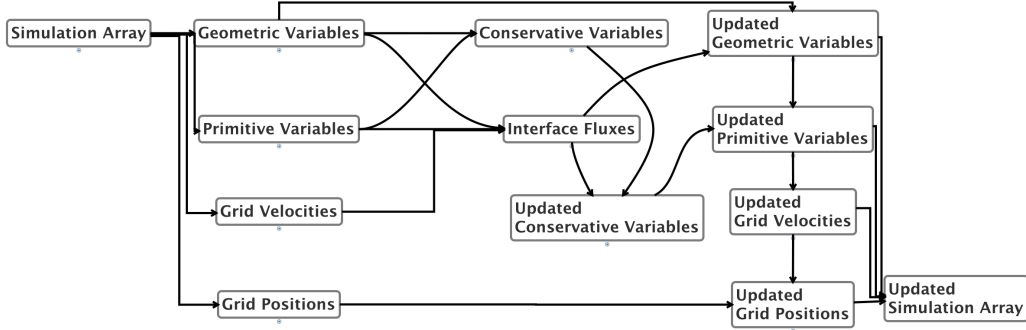 Simulation Array
Geometric Variables
Conservative Variables
Updated
Geometric Variables
Primitive Variables
Interface Fluxes
Updated
Primitive Variables
Grid Velocities
Updated
Conservative Variables
Updated
Grid Velocities
Grid Positions
Updated
Grid Positions
Updated
Simulation Array